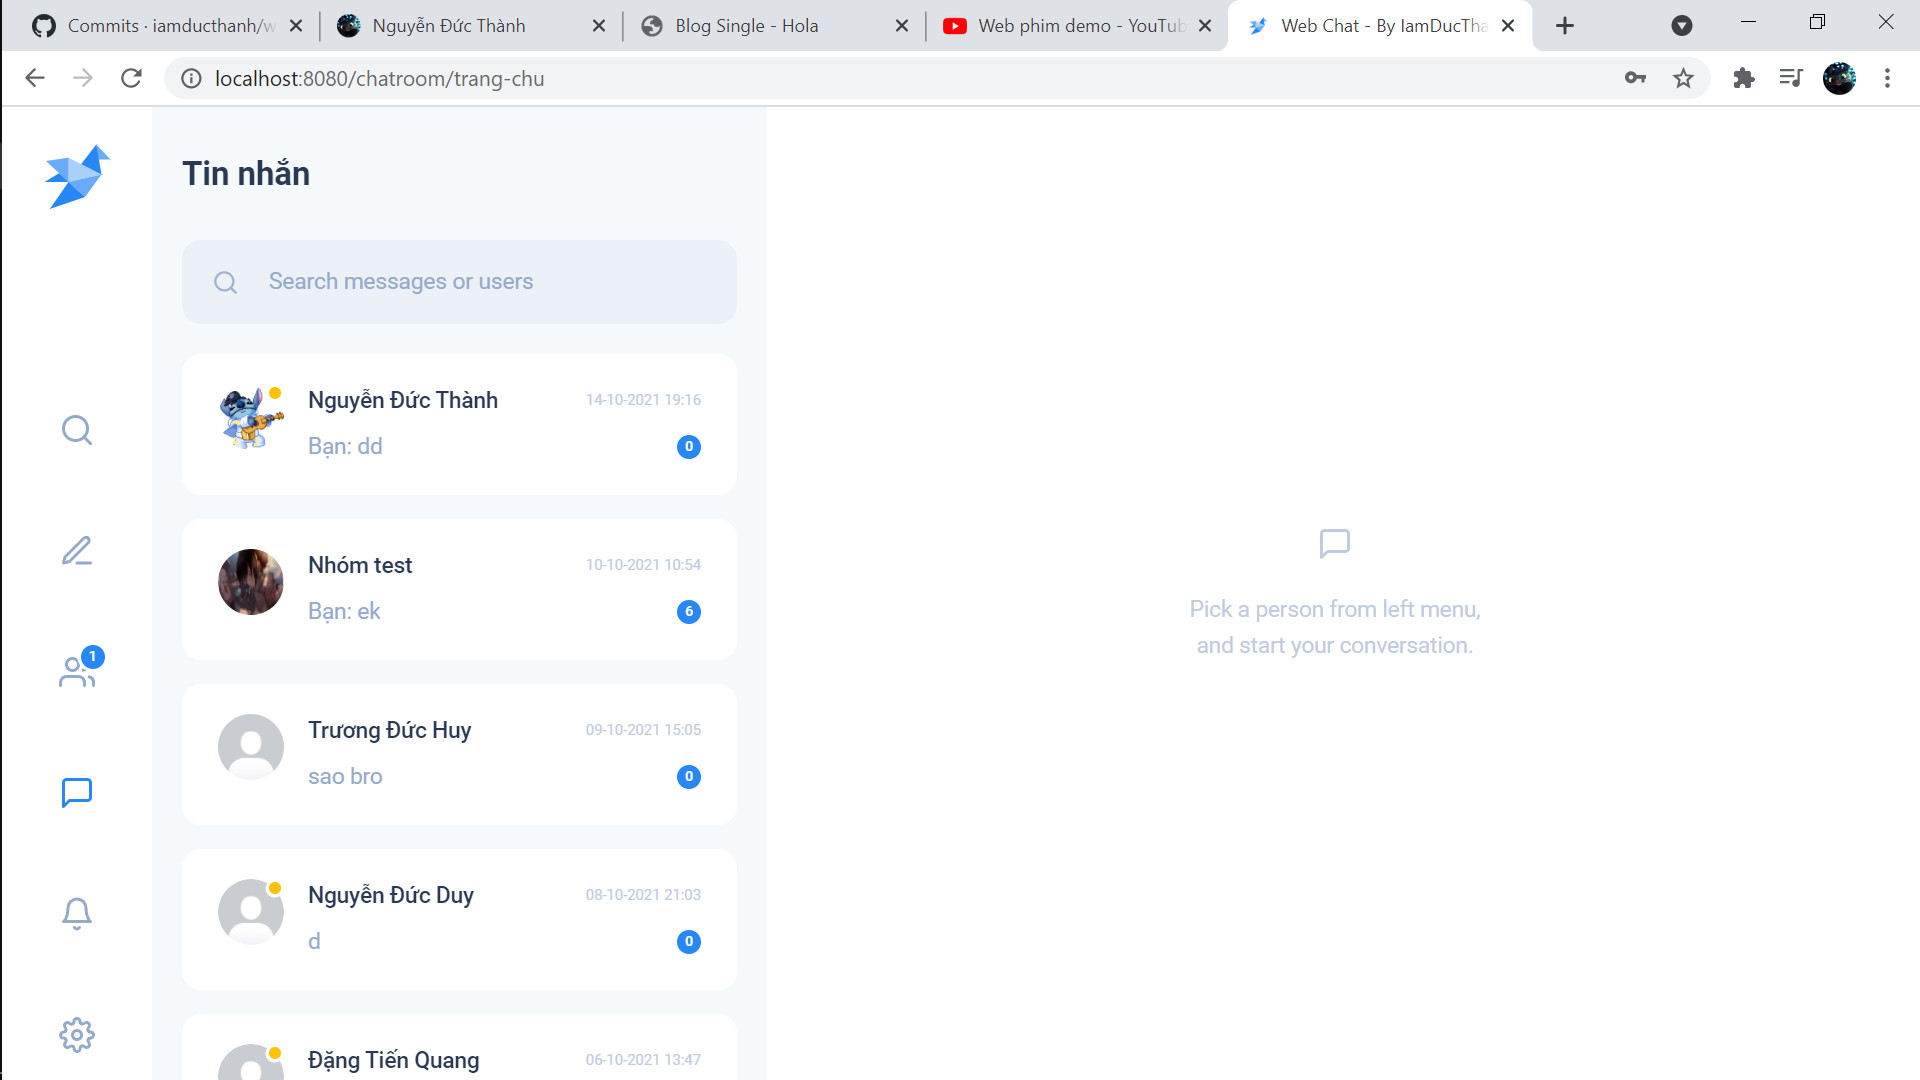 Commits · iamducthanh/w
Nguyễn Đức Thành
Blog Single - Hola
Web phim demo - YouTub
Web Chat - By IamDucTha
localhost:8080/chatroom/trang-chu
Tin nhắn
Search messages or users
Nguyễn Đức Thành
14-10-2021 19:16
Bạn: dd
0
Nhóm test
10-10-2021 10:54
Bạn: ek
6
1
Trương Đức Huy
09-10-2021 15:05
sao bro
0
Nguyễn Đức Duy
08-10-2021 21:03
d
0
Đặng Tiến Quang
06-10-2021 13:47
Pick a person from left menu,
and start your conversation.